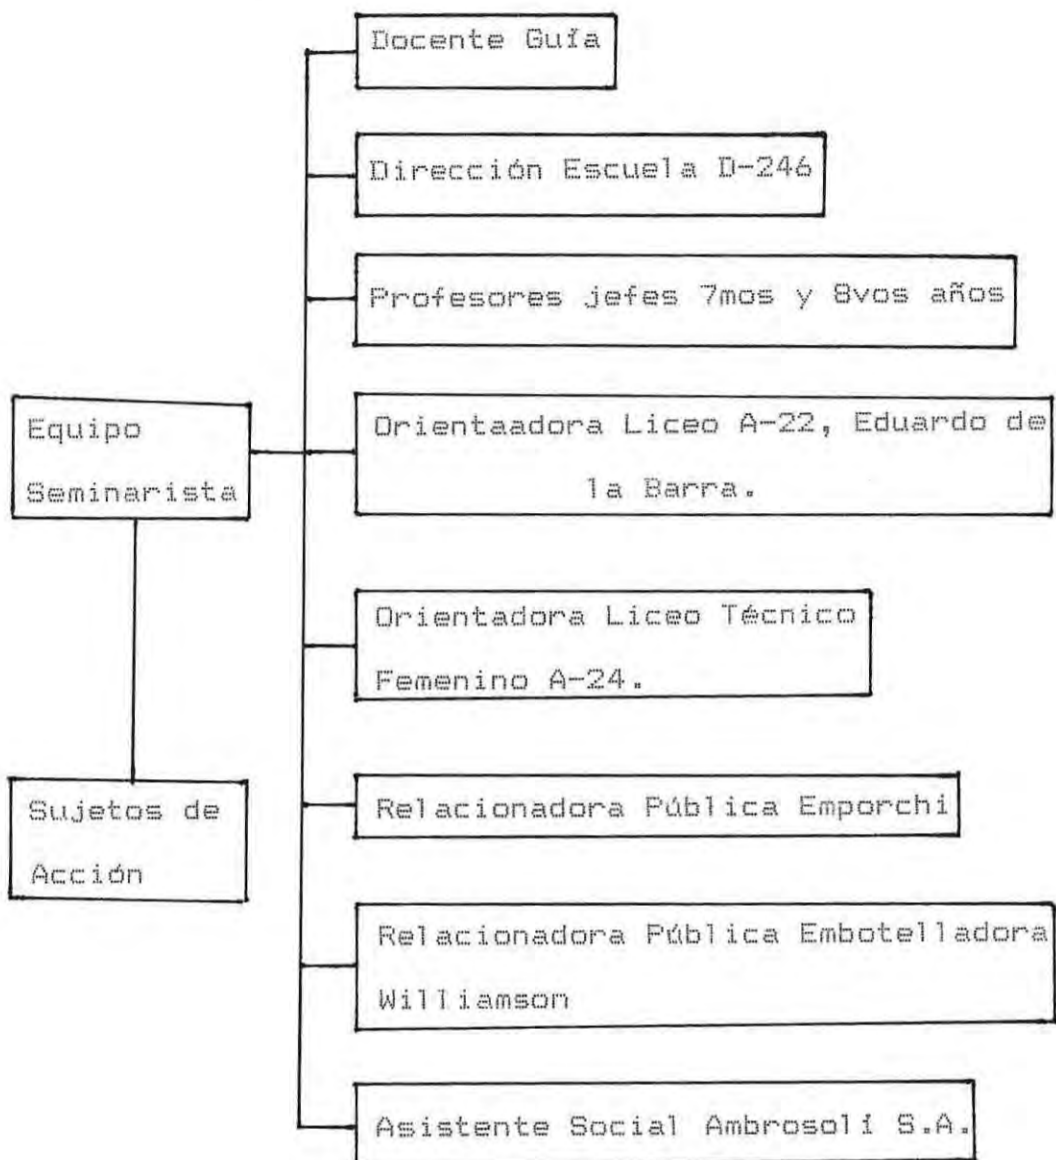 Docente Guía
Dirección Escuela D-246
Profesores jefes 7mos y 8vos años
Equipo
Seminarista
Orientaadora Liceo A-22, Eduardo de
la Barra.
Orientadora Liceo Técnico
Femenino A-24.
Sujetos de
Acción
Relacionadora Pública Emporchi
Relacionadora Pública Embotelladora
Williamson
Asistente Social Ambrosolí S.A.